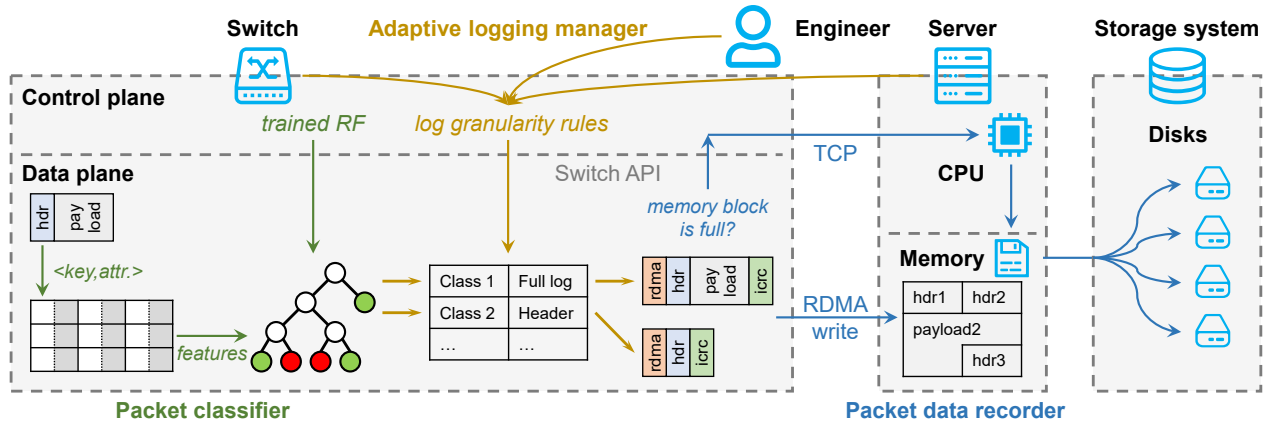 Switch
Adaptive logging manager
Engineer
Server
Storage system
Control plane
trained RF
log granularity rules
TCP
CPU
Disks
Data plane
Switch API
hdr
pay
load
memory block
is full?
<key,attr.>
features
Class 1
Full log
Class 2
Header
...
...
rdma
hdr
pay
load
icrc
rdma
hdr
icrc
RDMA
write
Memory
hdr1
hdr2
payload2
hdr3
Packet classifier
Packet data recorder